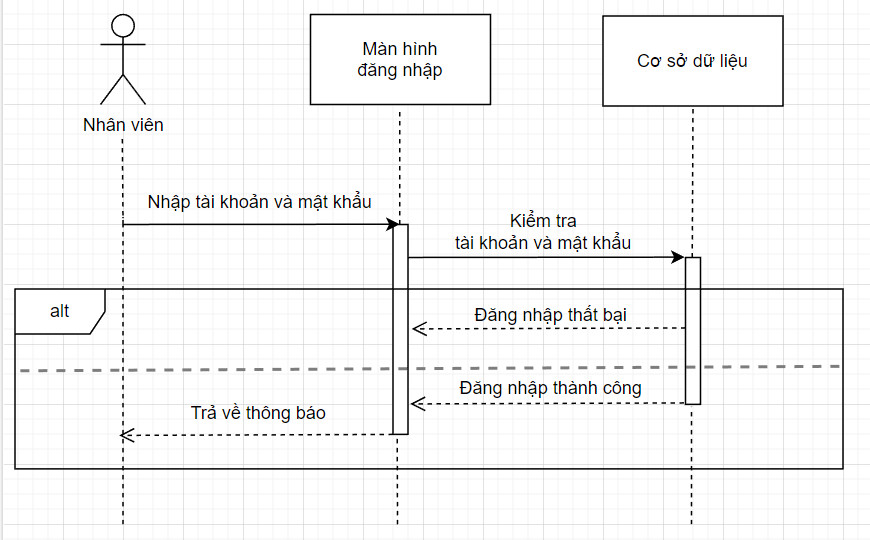 Màn hình
đăng nhập
Cơ sở dữ liệu
Nhân viên
Nhập tài khoản và mật khẩu
Kiểm tra
tài khoản và mật khẩu
alt
Đăng nhập thất bại
Đăng nhập thành công
Trả về thông báo